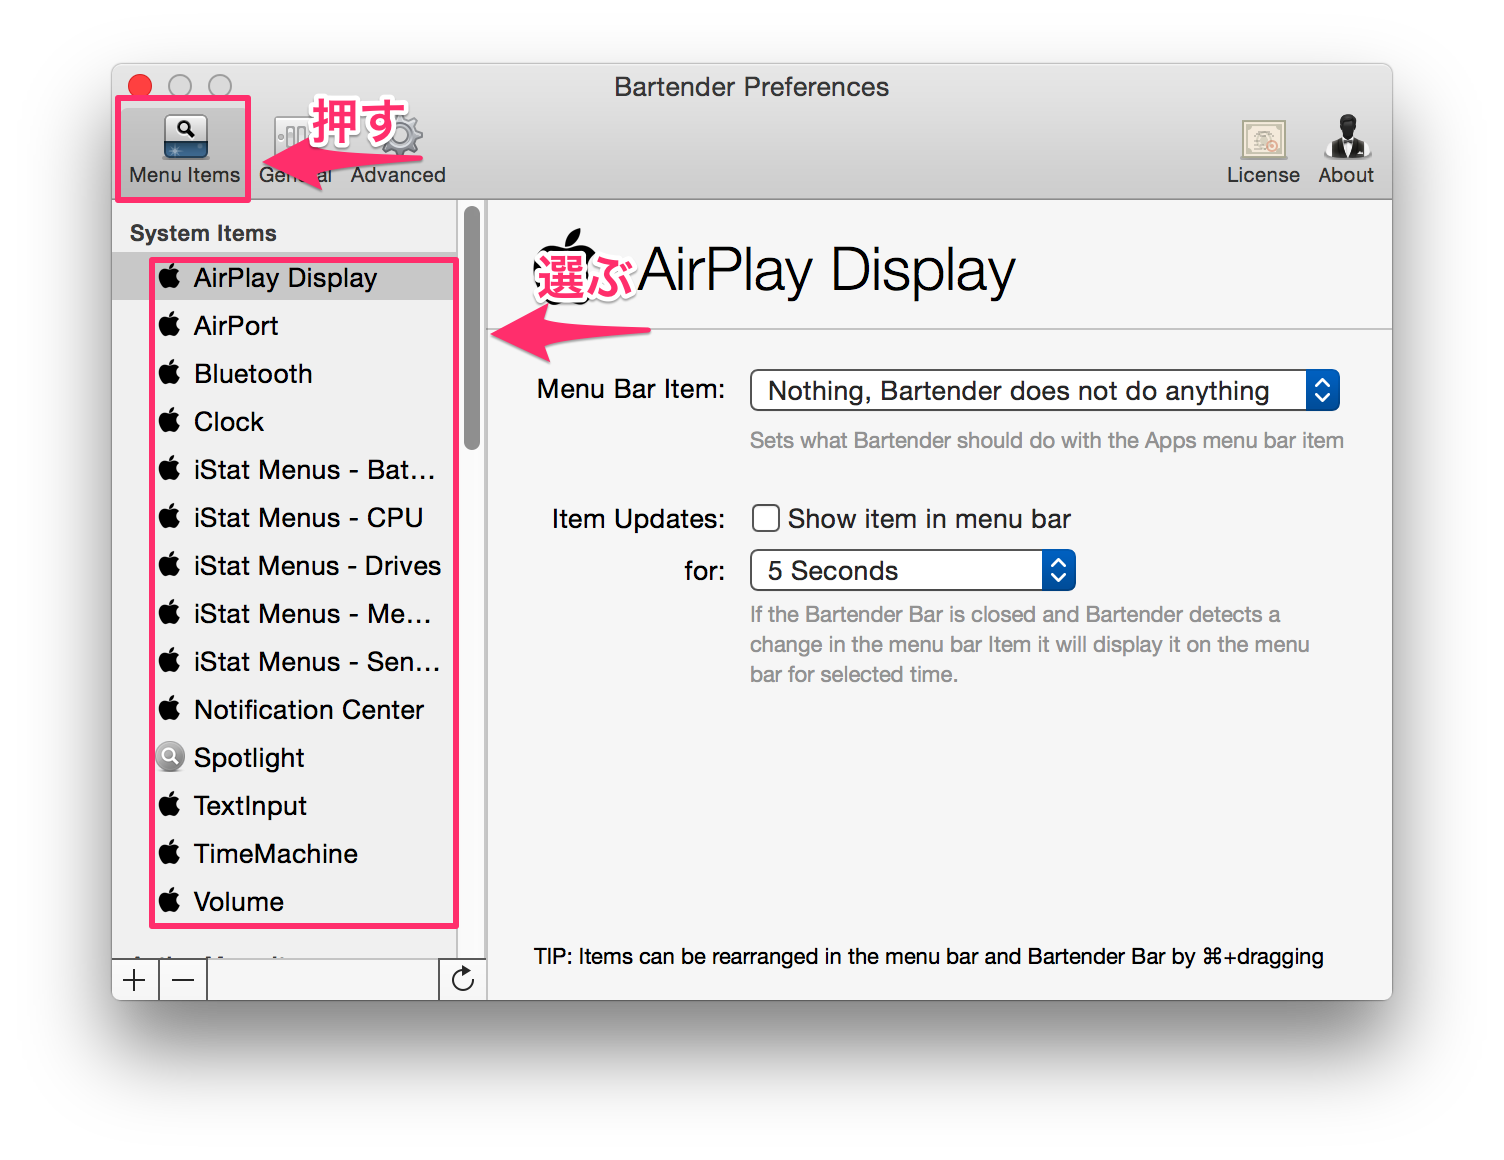 Bartender Preferences
押す
Menu Items
General
Advanced
License
About
System Items
AirPlay Display
AirPort
Bluetooth
Clock
iStat Menus - Bat...
iStat Menus - CPU
iStat Menus - Drives
iStat Menus - Me...
iStat Menus - Sen...
Notification Center
Spotlight
TextInput
TimeMachine
Volume
選ぶ
AirPlay Display
Menu Bar Item: Nothing, Bartender does not do anything
Sets what Bartender should do with the Apps menu bar item
Item Updates: Show item in menu bar
for: 5 Seconds
If the Bartender Bar is closed and Bartender detects a
change in the menu bar Item it will display it on the menu
bar for selected time.
TIP: Items can be rearranged in the menu bar and Bartender Bar by ⌘+dragging